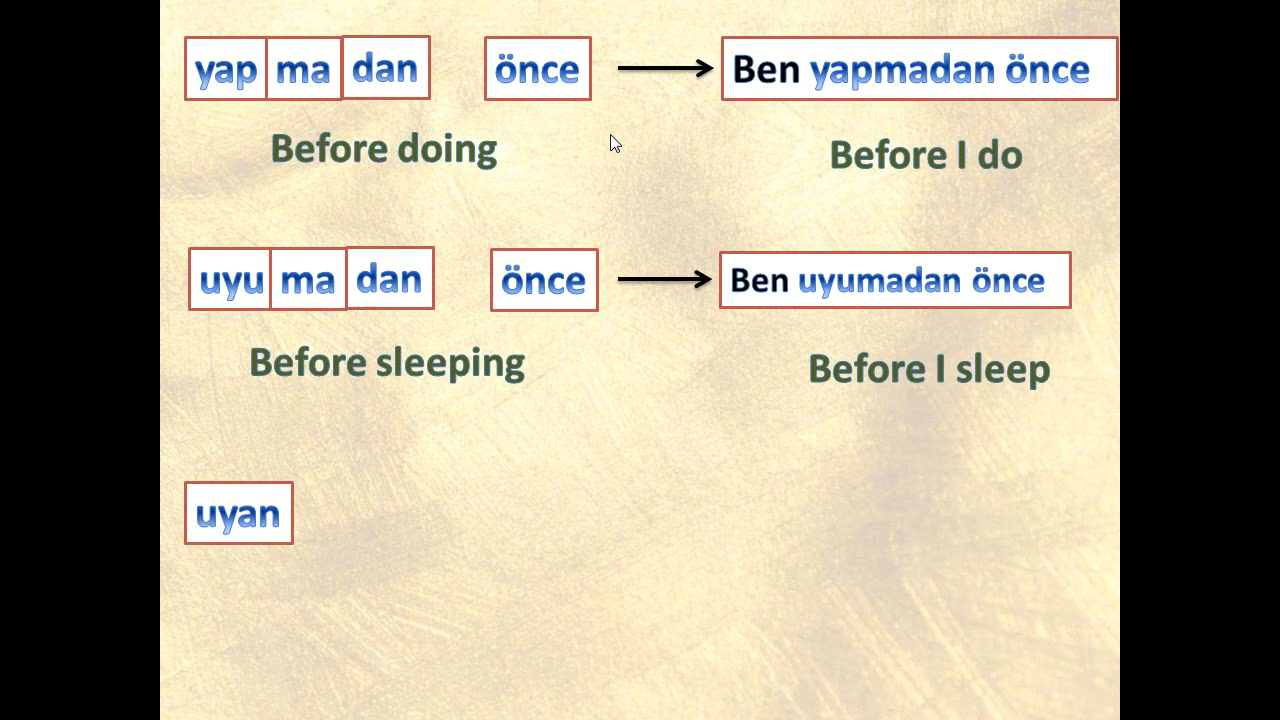 yap ma dan önce Ben yapmadan önce
Before doing Before I do
uyu ma dan önce Ben uyumadan önce
Before sleeping Before I sleep
uyan